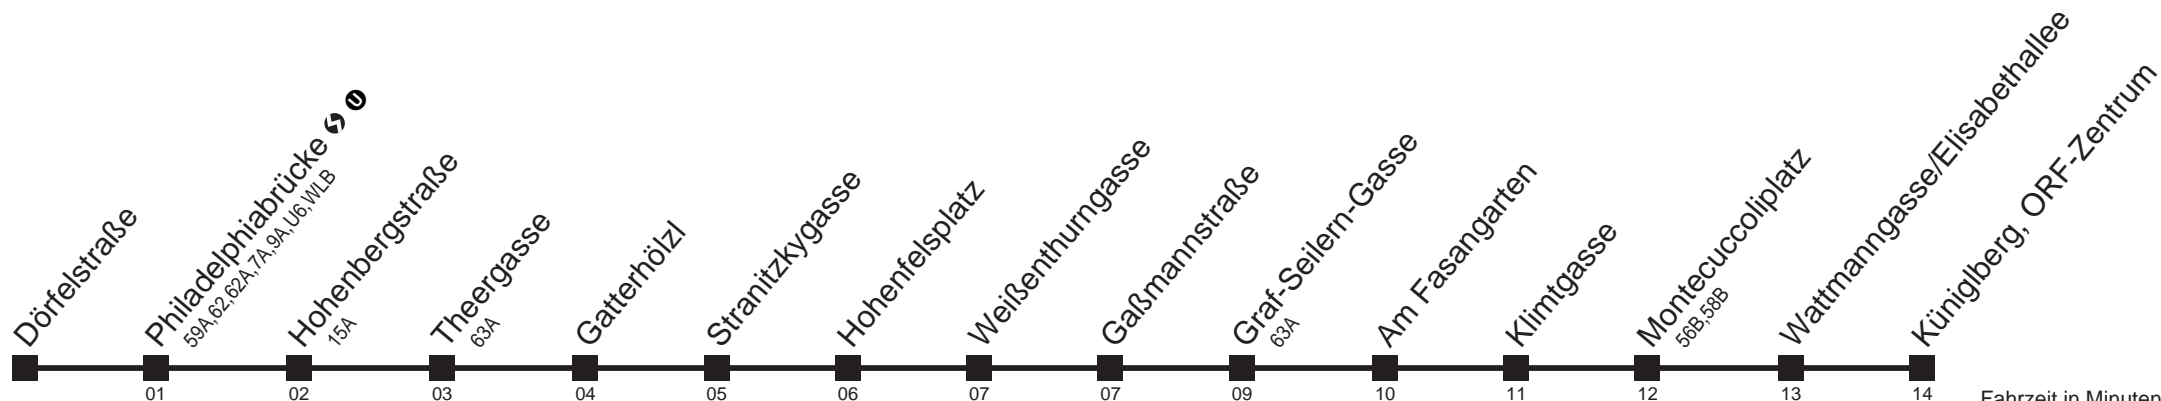 Dörfelstraße
Philadelphiabrücke
59A,62,62A,7A,9A,U6,WLB
Hohenbergstraße
15A
Theergasse
63A
Gatterhölzl
Stranitzkygasse
Hohenfelsplatz
Weißenthurngasse
Gaßmannstraße
Graf-Seilern-Gasse
63A
Am Fasangarten
Klimtgasse
Montecuccoliplatz
56B,58B
Wattmanngasse/Elisabethallee
Küniglberg, ORF-Zentrum
01 02 03 04 05 06 07 07 09 10 11 12 13 14
Fahrzeit in Minuten